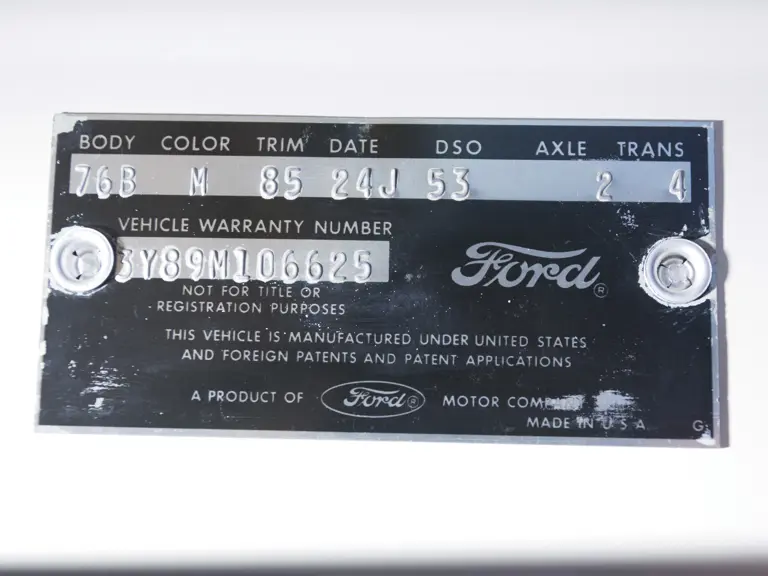 BODY COLOR TRIM DATE DSO AXLE TRANS
76B M 85 24J 53 2 4
VEHICLE WARRANTY NUMBER
3Y89M106625
Ford ®
NOT FOR TITLE OR
REGISTRATION PURPOSES
THIS VEHICLE IS MANUFACTURED UNDER UNITED STATES
AND FOREIGN PATENTS AND PATENT APPLICATIONS
A PRODUCT OF Ford ® MOTOR COMPANY
MADE IN U S A G